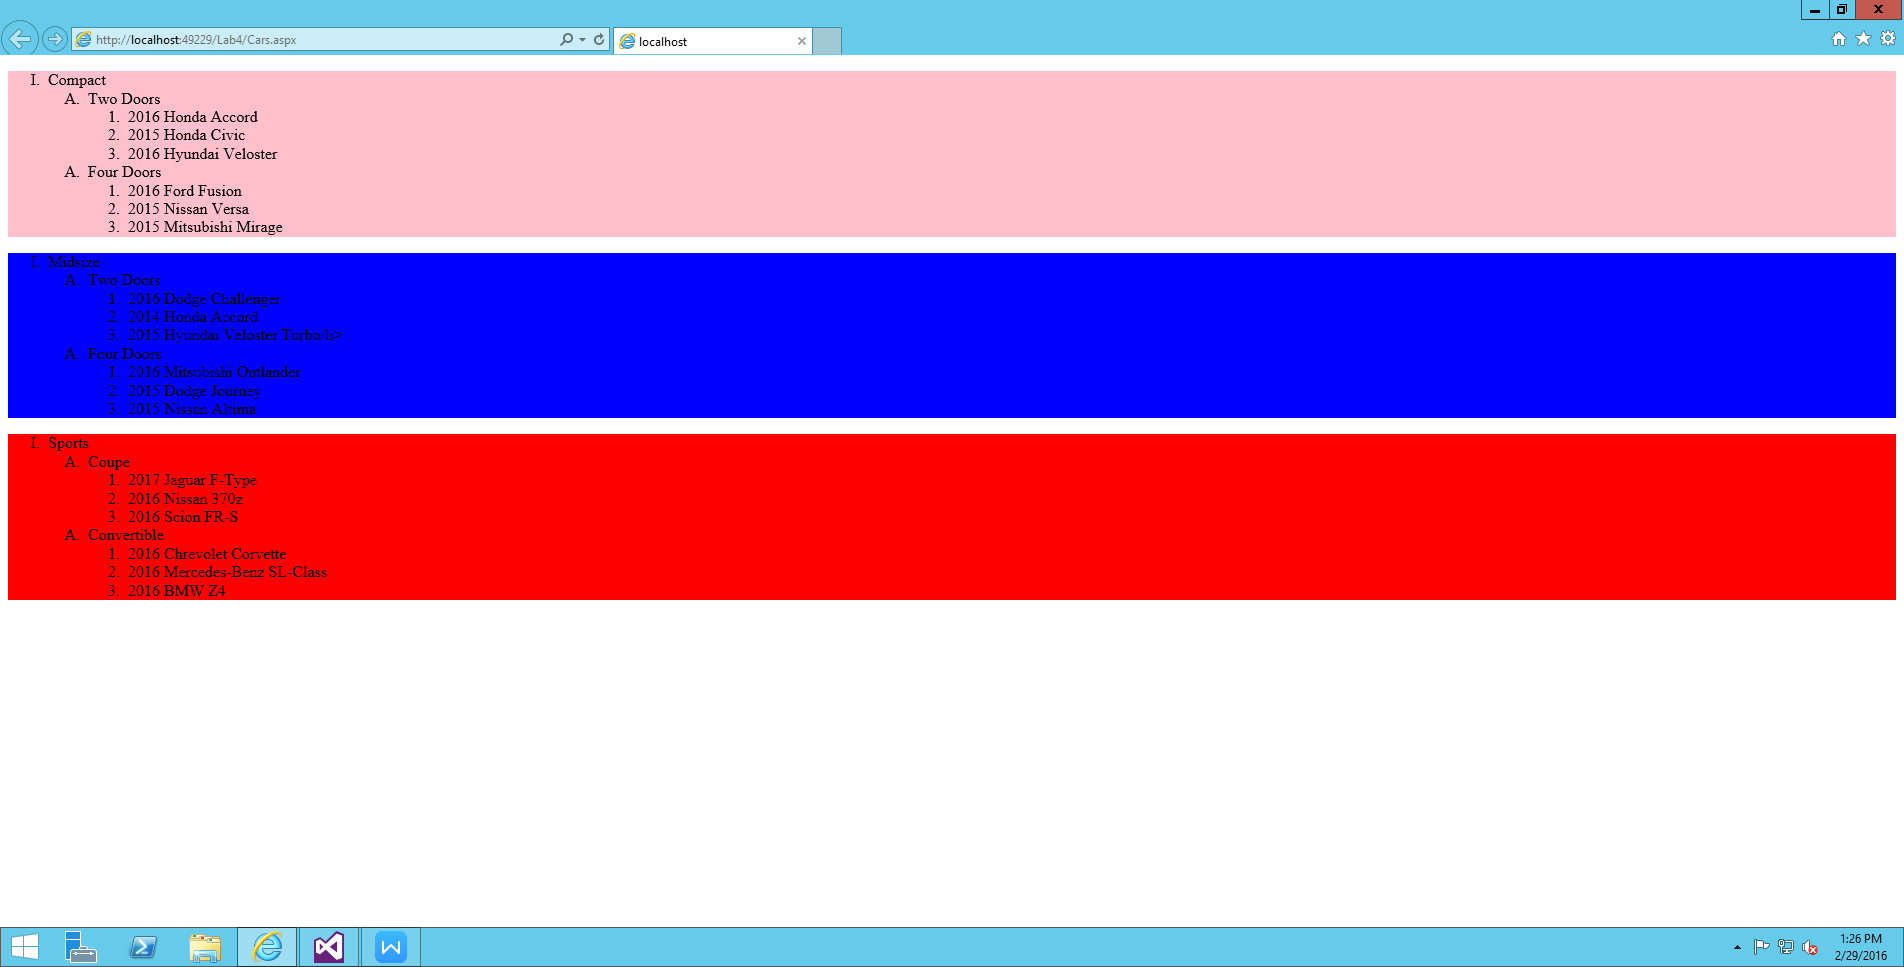 http://localhost:49229/Lab4/Cars.aspx
localhost
I. Compact
A. Two Doors
1. 2016 Honda Accord
2. 2015 Honda Civic
3. 2016 Hyundai Veloster
A. Four Doors
1. 2016 Ford Fusion
2. 2015 Nissan Versa
3. 2015 Mitsubishi Mirage
I. Midsize
A. Two Doors
1. 2016 Dodge Challenger
2. 2014 Honda Accord
3. 2015 Hyundai Veloster Turbo/li>
A. Four Doors
1. 2016 Mitsubishi Outlander
2. 2015 Dodge Journey
3. 2015 Nissan Altima
I. Sports
A. Coupe
1. 2017 Jaguar F-Type
2. 2016 Nissan 370z
3. 2016 Scion FR-S
A. Convertible
1. 2016 Chrevolet Corvette
2. 2016 Mercedes-Benz SL-Class
3. 2016 BMW Z4
1:26 PM
2/29/2016